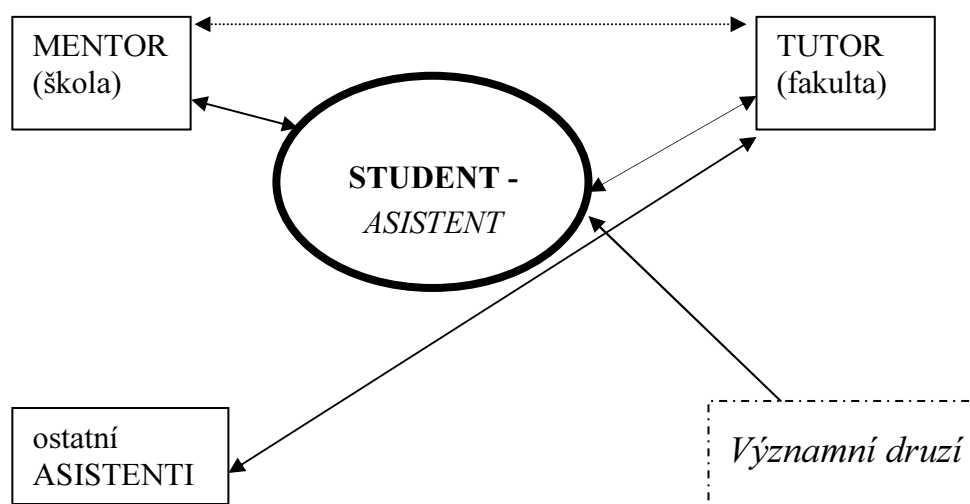 MENTOR
(škola)
TUTOR
(fakulta)
STUDENT -
ASISTENT
ostatní
ASISTENTI
Významní druzí